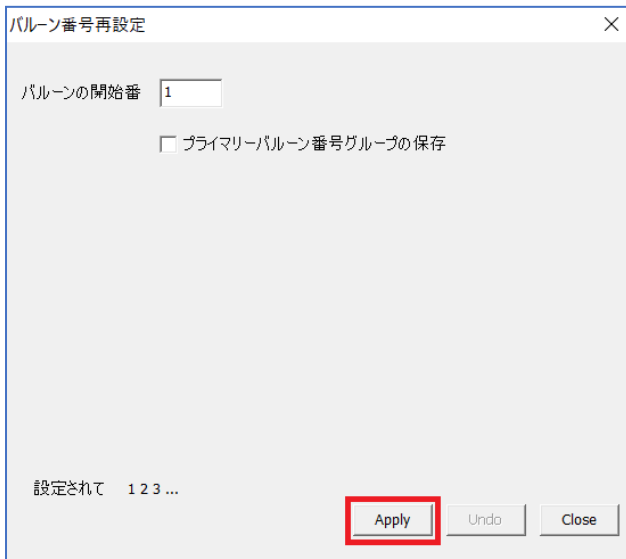 バルーン番号再設定
バルーンの開始番 1
プライマリーバルーン番号グループの保存
設定されて 1 2 3 ...
Apply Undo Close